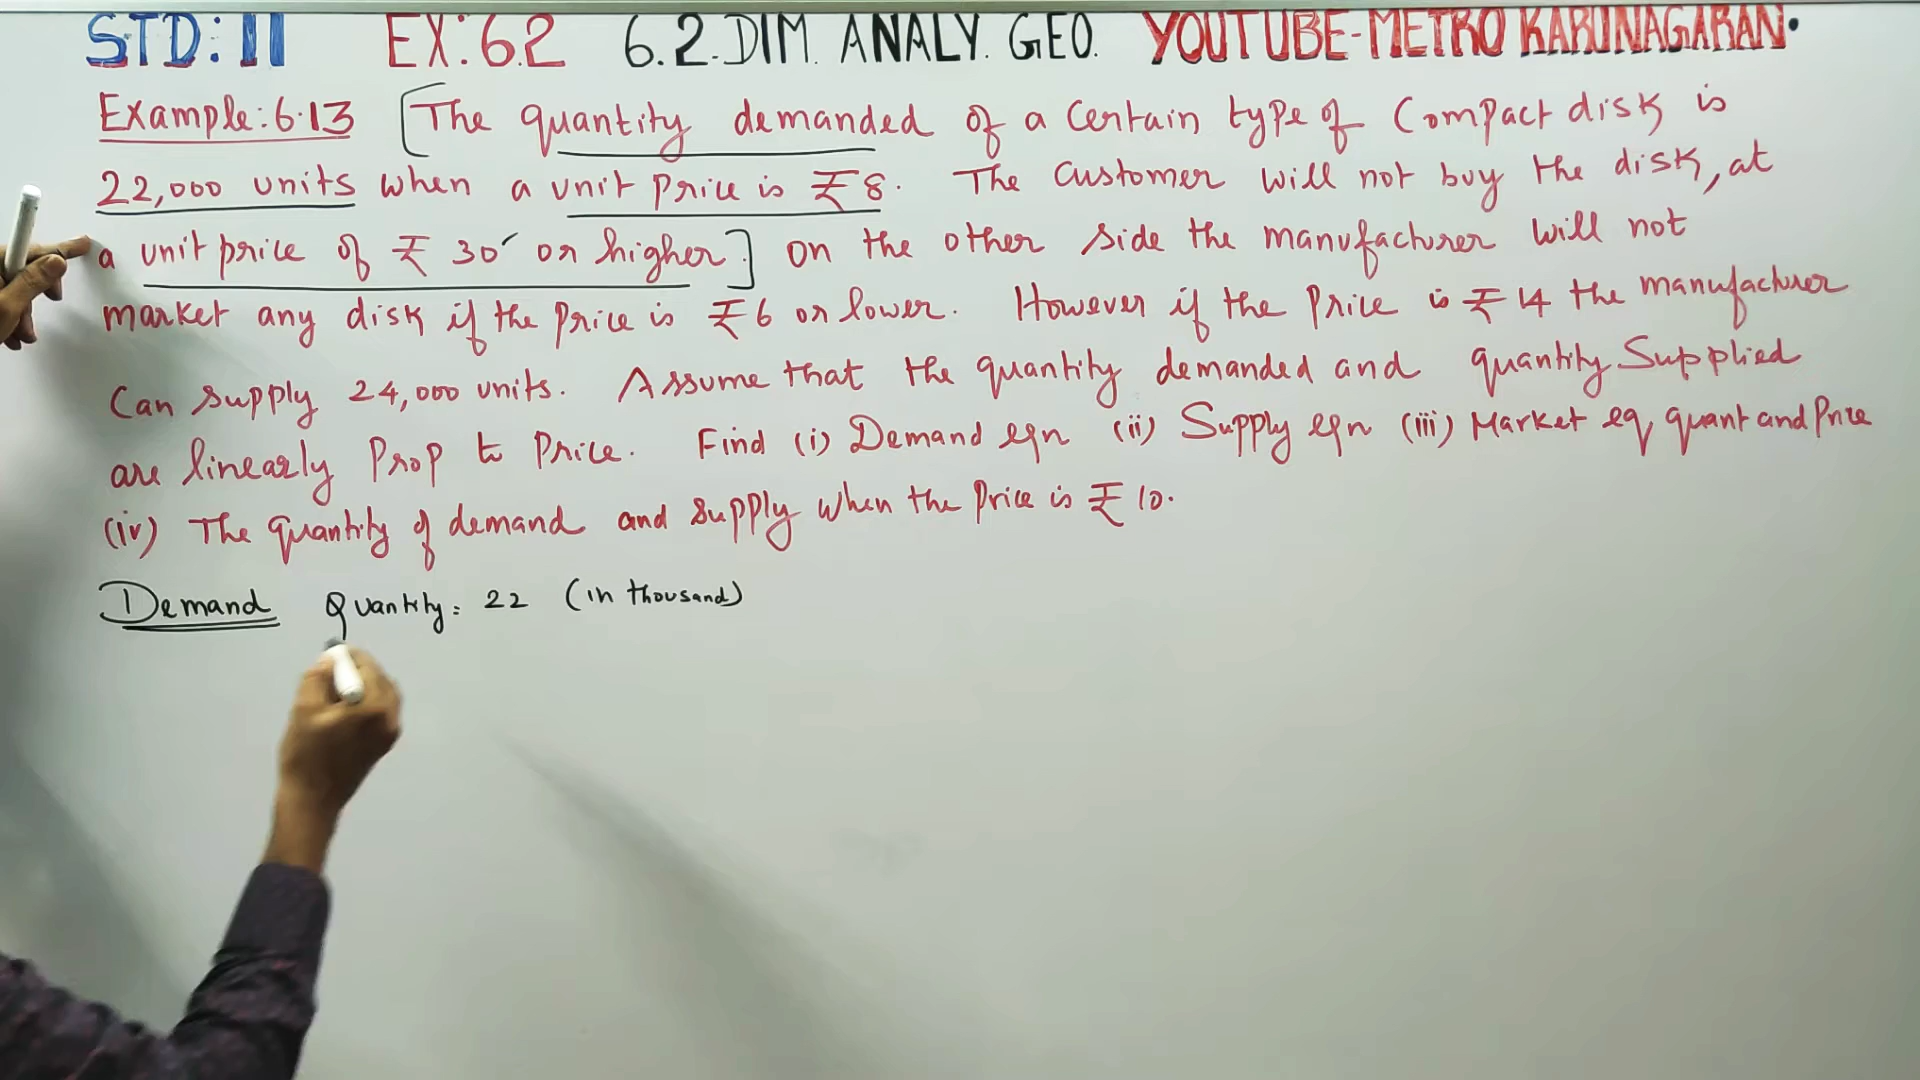 STD: 11 EX: 6.2 6.2. DIM. ANALY. GEO. YOUTUBE-METRO KARUNAGARAN.
Example: 6.13 [The quantity demanded of a certain type of Compact disk is
22,000 units when a unit price is ₹8. The customer will not buy the disk, at
a unit price of ₹ 30 or higher.] On the other side the manufacturer will not
market any disk if the price is ₹6 or lower. However if the price is ₹ 14 the manufacturer
Can supply 24,000 units. Assume that the quantity demanded and quantity Supplied
are linearly Prop to Price. Find (i) Demand eqn (ii) Supply eqn (iii) Market eq quant and Price
(iv) The quantity of demand and supply when the Price is ₹ 10.
Demand Quantity: 22 (in thousand)